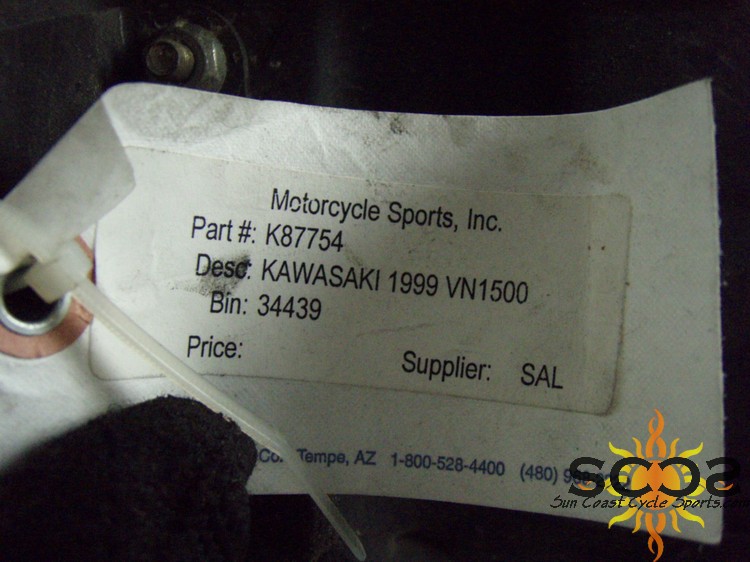 Motorcycle Sports, Inc.
Part #: K87754
Desc: KAWASAKI 1999 VN1500
Bin: 34439
Price:
Supplier: SAL
Tempe, AZ 1-800-528-4400 (480)
Sun Coast Cycle Sports.com